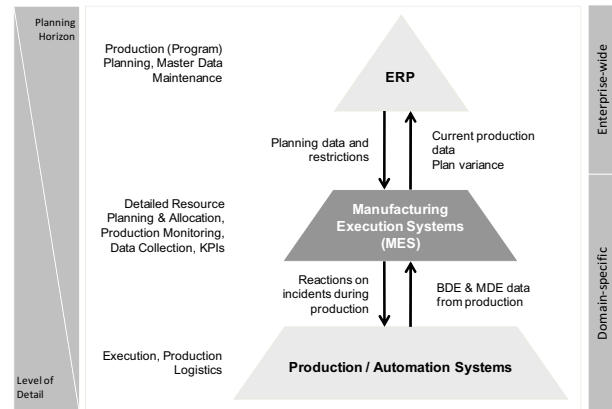 Planning
Horizon
Production (Program)
Planning, Master Data
Maintenance
ERP
Enterprise-wide
Planning data and
restrictions
Current production
data
Plan variance
Detailed Resource
Planning & Allocation,
Production Monitoring,
Data Collection, KPIs
Manufacturing
Execution Systems
(MES)
Domain-specific
Reactions on
incidents during
production
BDE & MDE data
from production
Execution, Production
Logistics
Production / Automation Systems
Level of
Detail